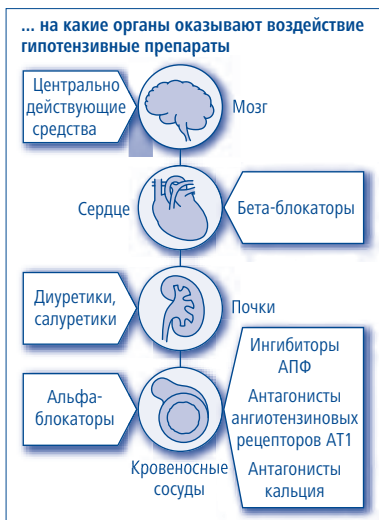 ... на какие органы оказывают воздействие
гипотензивные препараты
Центрально
действующие
средства
Мозг
Сердце
Бета-блокаторы
Диуретики,
салуретики
Почки
Альфа-
блокаторы
Кровеносные
сосуды
Ингибиторы
АПФ
Антагонисты
ангиотензиновых
рецепторов АТ1
Антагонисты
кальция